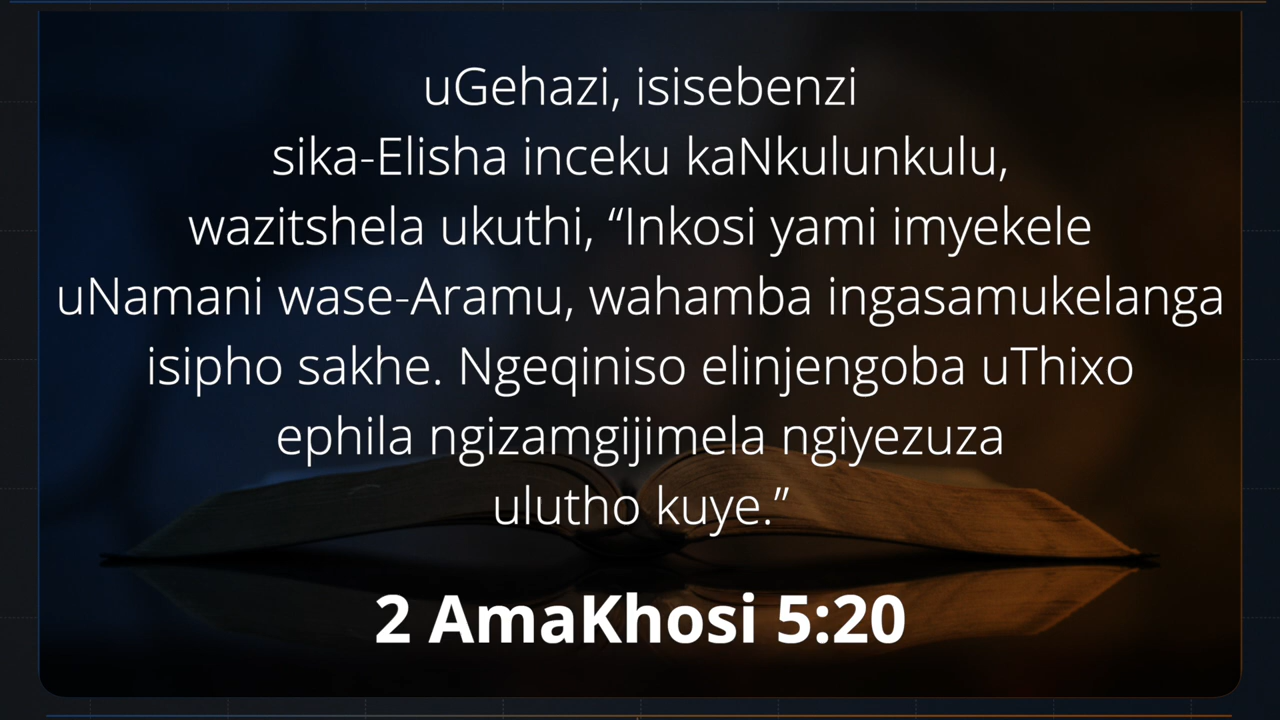 uGehazi, isisebenzi
sika-Elisha inceku kaNkulunkulu,
wazitshela ukuthi, “Inkosi yami imyekele
uNamani wase-Aramu, wahamba ingasamukelanga
isipho sakhe. Ngeqiniso elinjengoba uThixo
ephila ngizamgijimela ngiyezuza
ulutho kuye.”
2 AmaKhosi 5:20